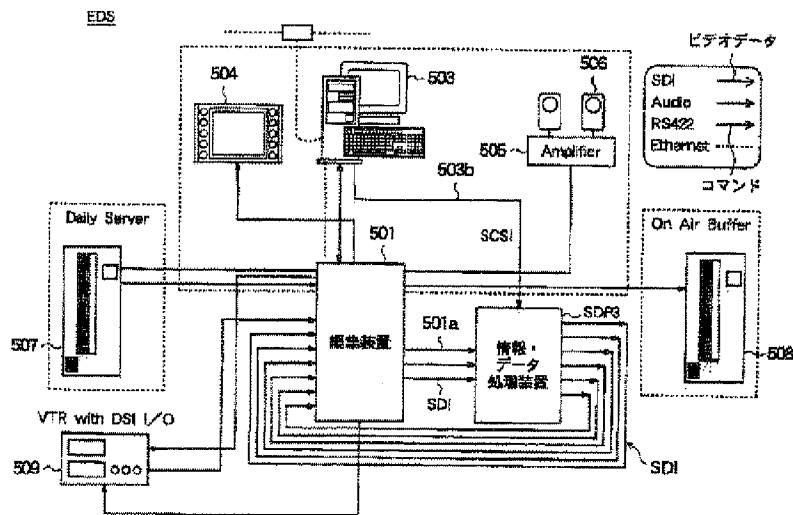 EDS
ビデオデータ
504
503
506
SDI
Audio
RS422
Ethernet
505
Amplifier
503b
コマンド
Daily Server
501
SCSI
On Air Buffer
501a
SDP3
507
編集装置
情報・
データ
処理装置
508
SDI
VTR with DSI I/O
509
SDI